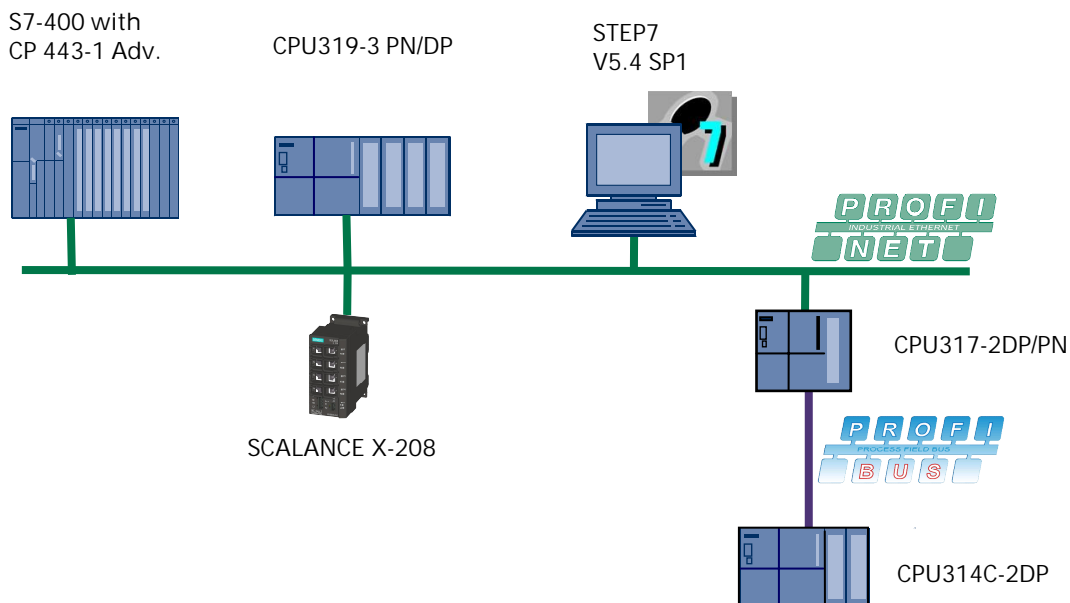 S7-400 with
CP 443-1 Adv.
CPU319-3 PN/DP
STEP7
V5.4 SP1
7
PROFI
INDUSTRIAL ETHERNET
NET
CPU317-2DP/PN
SCALANCE X-208
PROFI
PROCESS FIELD BUS
BUS
CPU314C-2DP